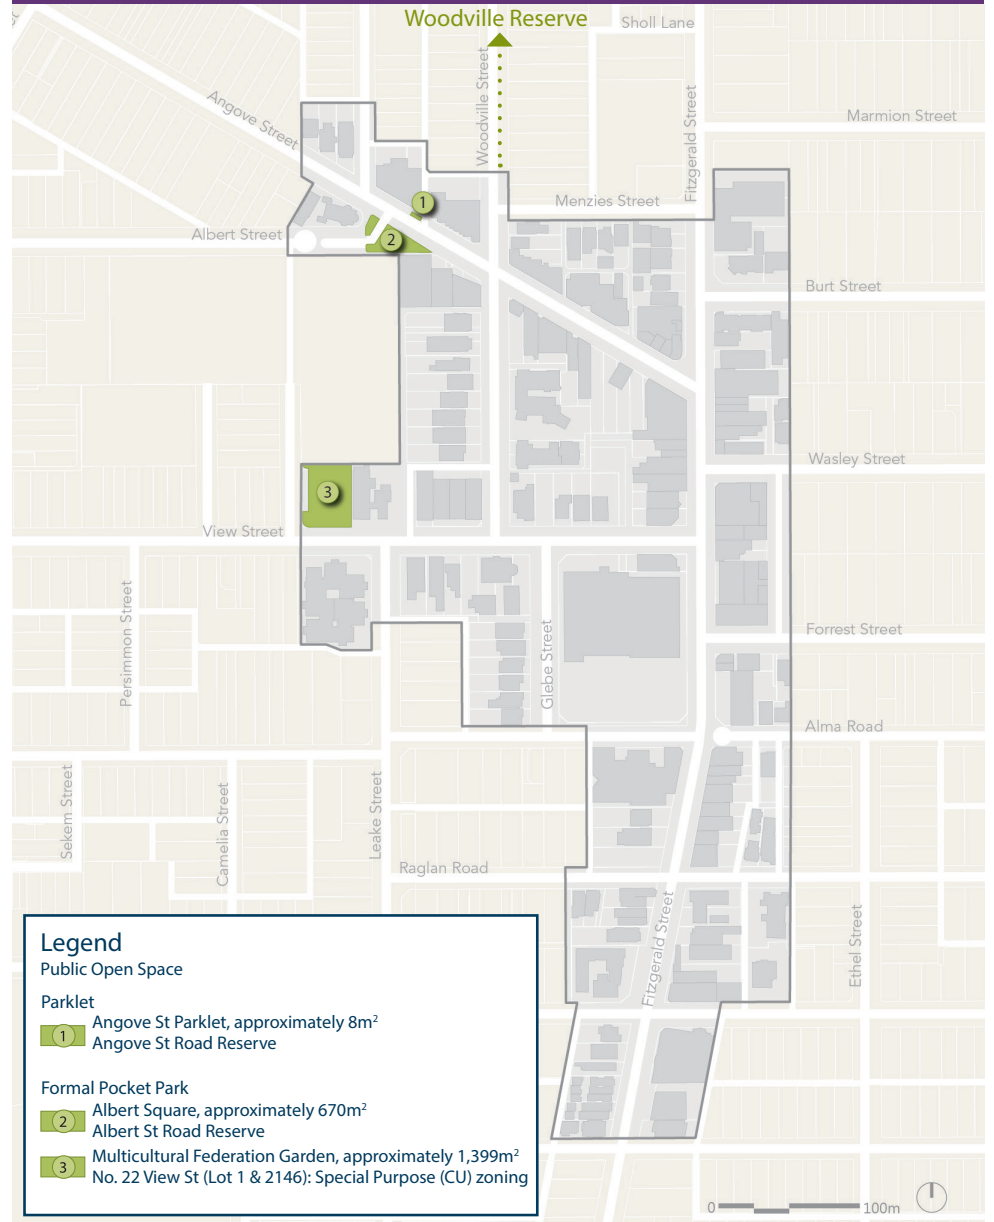 Woodville Reserve
Sholl Lane
Angove Street
Woodville Street
Fitzgerald Street
Marmion Street
1
Menzies Street
Albert Street
2
Burt Street
Wasley Street
3
View Street
Persimmon Street
Glebe Street
Forrest Street
Alma Road
Sekem Street
Camelia Street
Leake Street
Raglan Road
Fitzgerald Street
Ethel Street
Legend
Public Open Space
Parklet
1 Angove St Parklet, approximately 8m²
Angove St Road Reserve
Formal Pocket Park
2 Albert Square, approximately 670m²
Albert St Road Reserve
3 Multicultural Federation Garden, approximately 1,399m²
No. 22 View St (Lot 1 & 2146): Special Purpose (CU) zoning
0 100m